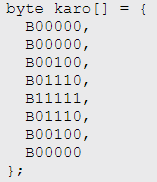 byte karo[] = {
  B00000,
  B00000,
  B00100,
  B01110,
  B11111,
  B01110,
  B00100,
  B00000
};